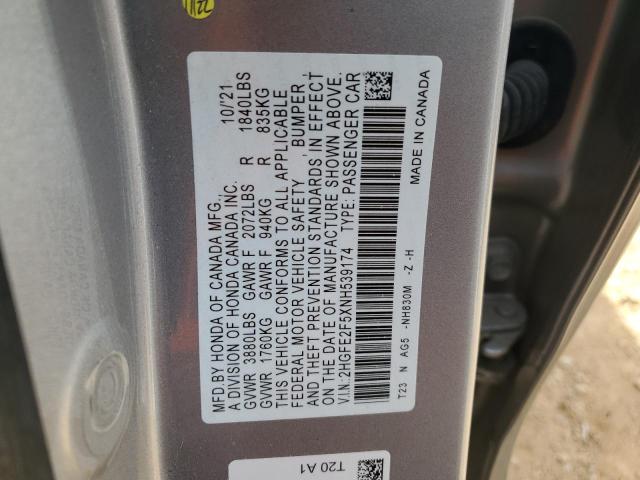 MFD.BY HONDA OF CANADA MFG., 10/'21
A DIVISION OF HONDA CANADA INC.
GVWR 3880LBS GAWR F 2072LBS R 1840LBS
GVWR 1760KG GAWR F 940KG R 835KG
THIS VEHICLE CONFORMS TO ALL APPLICABLE
FEDERAL MOTOR VEHICLE SAFETY, BUMPER,
AND THEFT PREVENTION STANDARDS IN EFFECT
ON THE DATE OF MANUFACTURE SHOWN ABOVE.
V.I.N.:2HGFE2F5XNH539174 TYPE: PASSENGER CAR
T23 N AG5 -NH830M -Z -H MADE IN CANADA
T20 A1